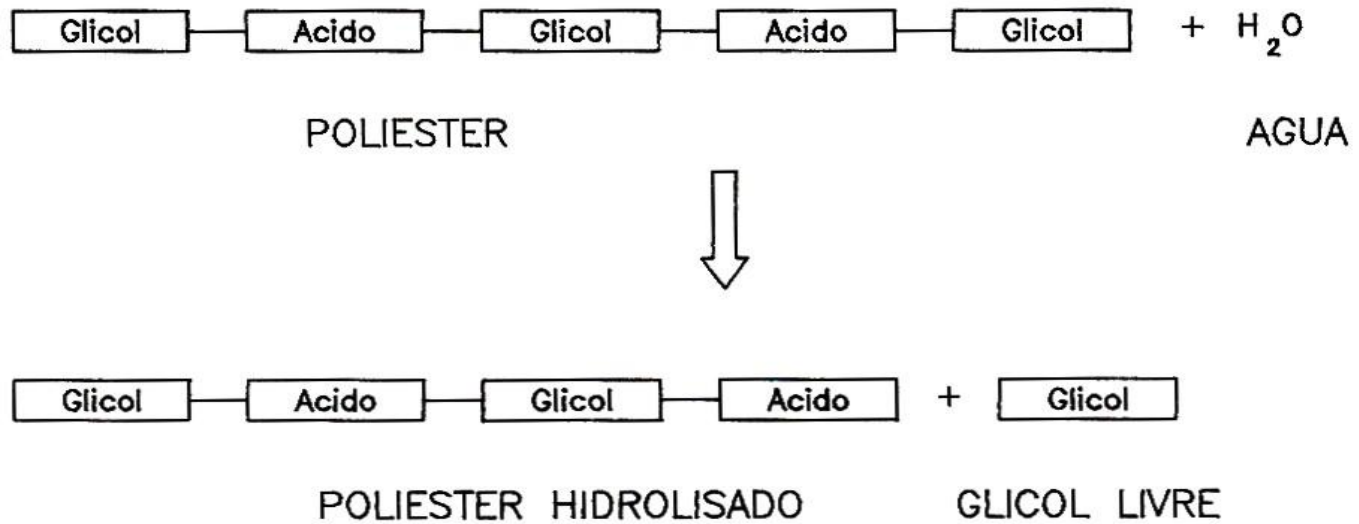 Glicol Acido Glicol Acido Glicol + H₂O
POLIESTER AGUA
Glicol Acido Glicol Acido + Glicol
POLIESTER HIDROLISADO GLICOL LIVRE